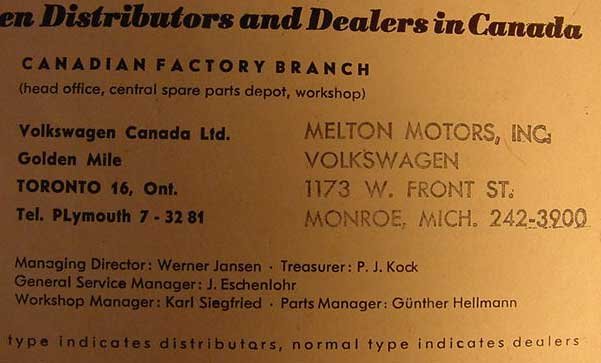 en Distributors and Dealers in Canada
CANADIAN FACTORY BRANCH
(head office, central spare parts depot, workshop)
Volkswagen Canada Ltd.
Golden Mile
TORONTO 16, Ont.
Tel. PLymouth 7 - 32 81
MELTON MOTORS, INC.
VOLKSWAGEN
1173 W. FRONT ST.
MONROE, MICH. 242-3900
Managing Director: Werner Jansen · Treasurer: P. J. Kock
General Service Manager: J. Eschenlohr
Workshop Manager: Karl Siegfried · Parts Manager: Günther Hellmann
type indicates distributors, normal type indicates dealers